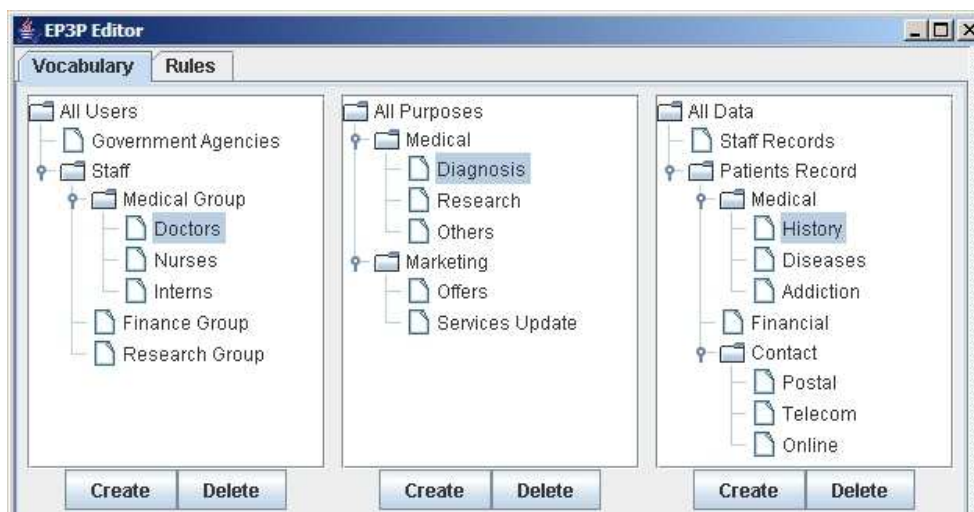 EP3P Editor
Vocabulary Rules
All Users
Government Agencies
Staff
Medical Group
Doctors
Nurses
Interns
Finance Group
Research Group
Create Delete
All Purposes
Medical
Diagnosis
Research
Others
Marketing
Offers
Services Update
Create Delete
All Data
Staff Records
Patients Record
Medical
History
Diseases
Addiction
Financial
Contact
Postal
Telecom
Online
Create Delete